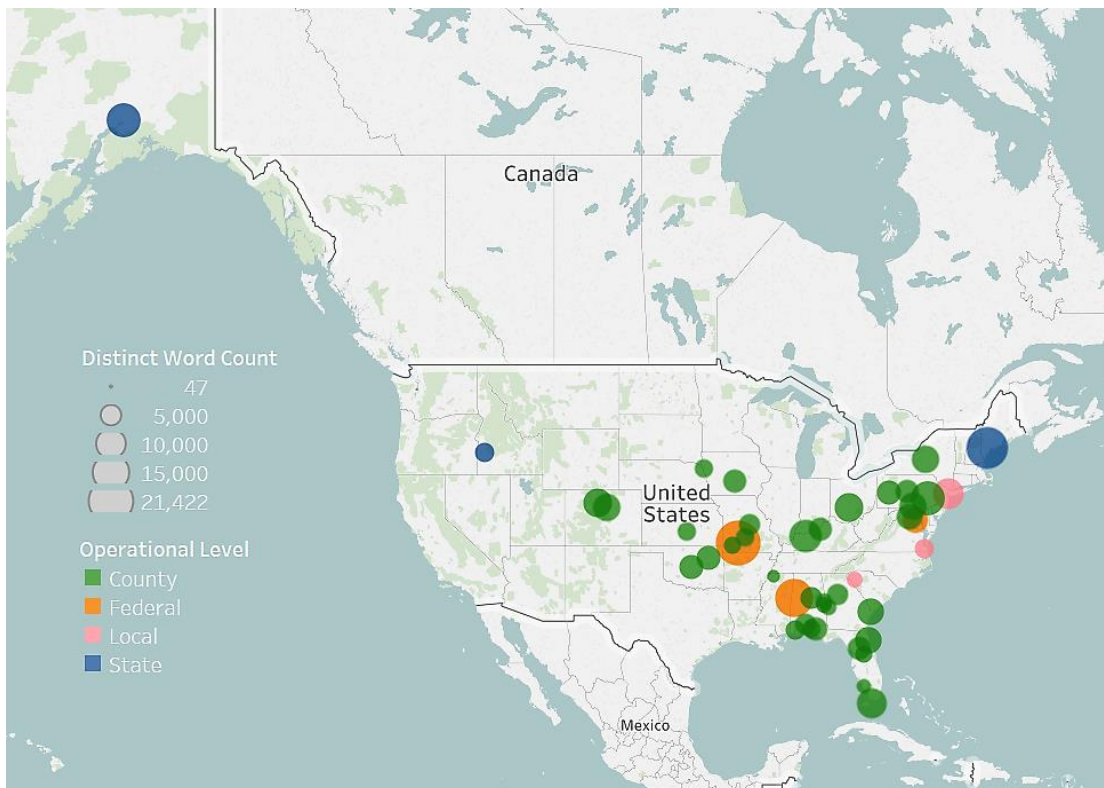 Canada
Distinct Word Count
47
5,000
10,000
15,000
21,422
United
States
Operational Level
County
Federal
Local
State
Mexico